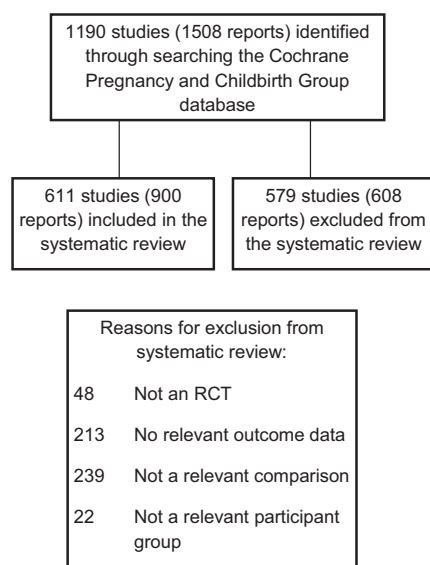 1190 studies (1508 reports) identified
through searching the Cochrane
Pregnancy and Childbirth Group
database
611 studies (900
reports) included in the
systematic review
579 studies (608
reports) excluded from
the systematic review
Reasons for exclusion from
systematic review:
48 Not an RCT
213 No relevant outcome data
239 Not a relevant comparison
22 Not a relevant participant
group